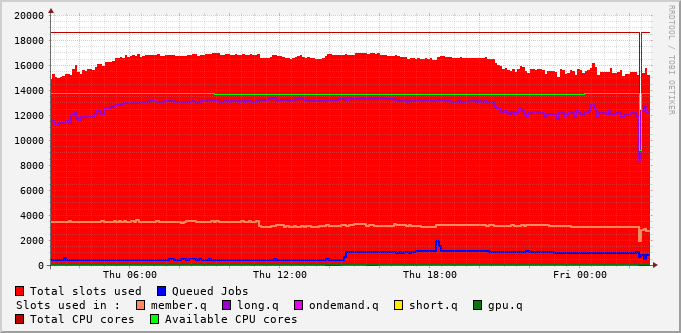 20000
18000
16000
14000
12000
10000
8000
6000
4000
2000
0
Thu 06:00 Thu 12:00 Thu 18:00 Fri 00:00
RRDTOOL / TOBI OETIKER
Total slots used Queued Jobs
Slots used in : member.q long.q ondemand.q short.q gpu.q
Total CPU cores Available CPU cores